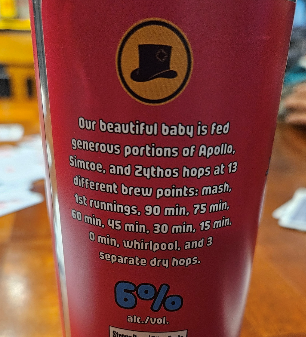 Our beautiful baby is fed
generous portions of Apollo,
Simcoe, and Zythos hops at 13
different brew points: mash,
1st runnings, 90 min, 75 min,
60 min, 45 min, 30 min, 15 min,
0 min, whirlpool, and 3
separate dry hops.
6%
alc./vol.